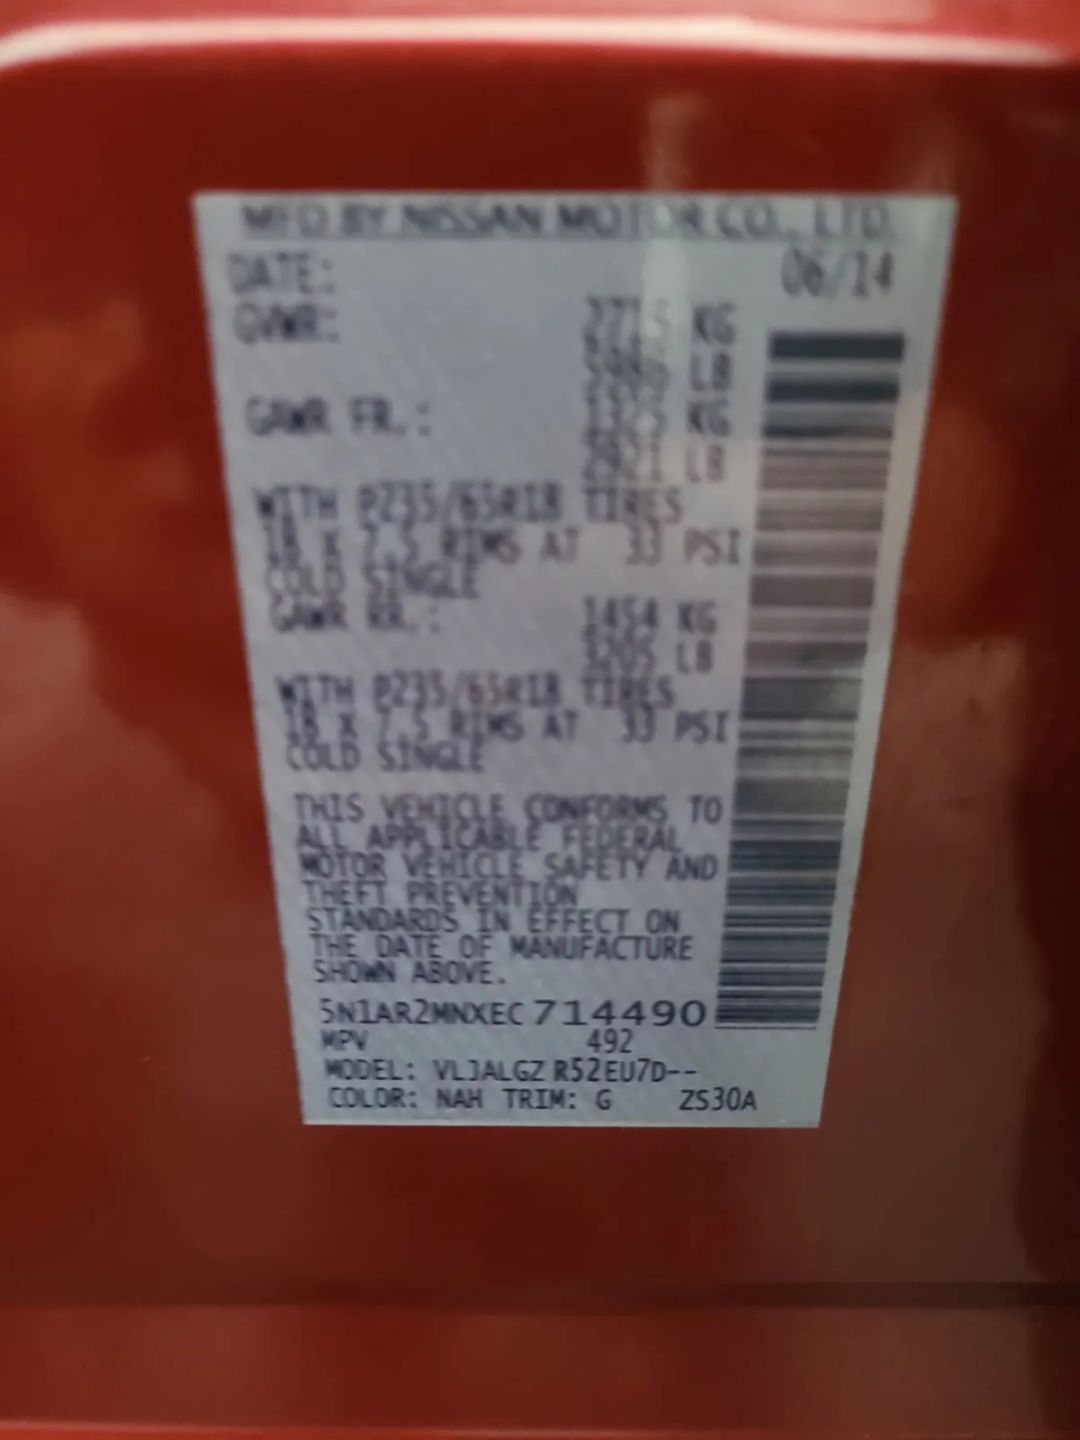 MFD BY NISSAN MOTOR CO., LTD.
DATE: 06/14
GVWR: 2715 KG
LB
GAWR FR.: 1325 KG
2921 LB
WITH P235/65R18 TIRES
18 X 7.5 RIMS AT 33 PSI
COLD SINGLE
GAWR RR.: 1454 KG
3205 LB
WITH P235/65R18 TIRES
18 X 7.5 RIMS AT 33 PSI
COLD SINGLE
THIS VEHICLE CONFORMS TO
ALL APPLICABLE FEDERAL
MOTOR VEHICLE SAFETY AND
THEFT PREVENTION
STANDARDS IN EFFECT ON
THE DATE OF MANUFACTURE
SHOWN ABOVE.
5N1AR2MNXEC714490
MPV 492
MODEL: VLJALGZ R52EU7D--
COLOR: NAH TRIM: G ZS30A